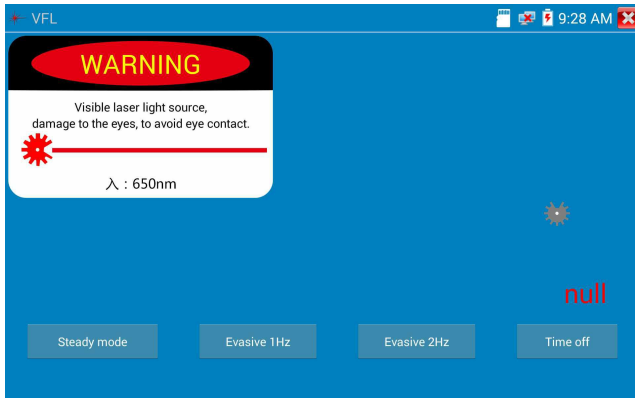 VFL
9:28 AM
WARNING
Visible laser light source,
damage to the eyes, to avoid eye contact.
入 : 650nm
null
Steady mode
Evasive 1Hz
Evasive 2Hz
Time off